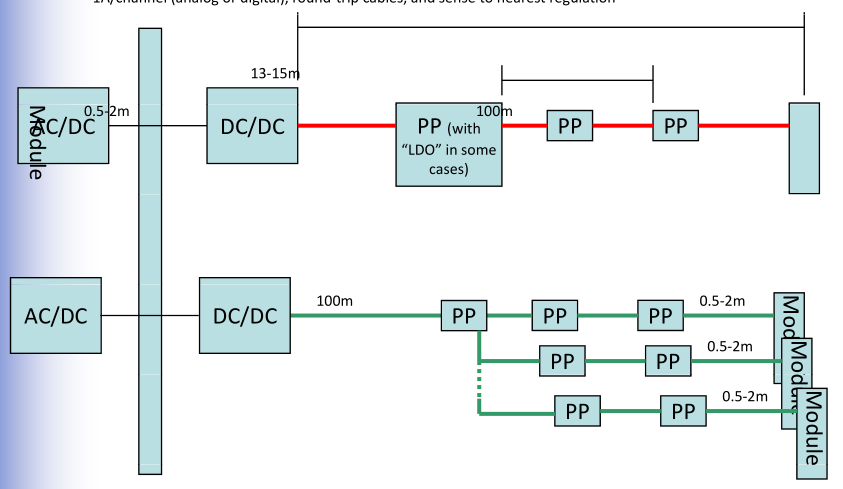 1A/channel (analog or digital), round-trip cables, and sense to nearest regulation
13-15m
Module
AC/DC
0.5-2m
DC/DC
PP (with
"LDO" in some
cases)
100m
PP
PP
AC/DC
DC/DC
100m
PP
PP
PP
0.5-2m
Mod
PP
PP
0.5-2m
Modu
PP
PP
0.5-2m
Module